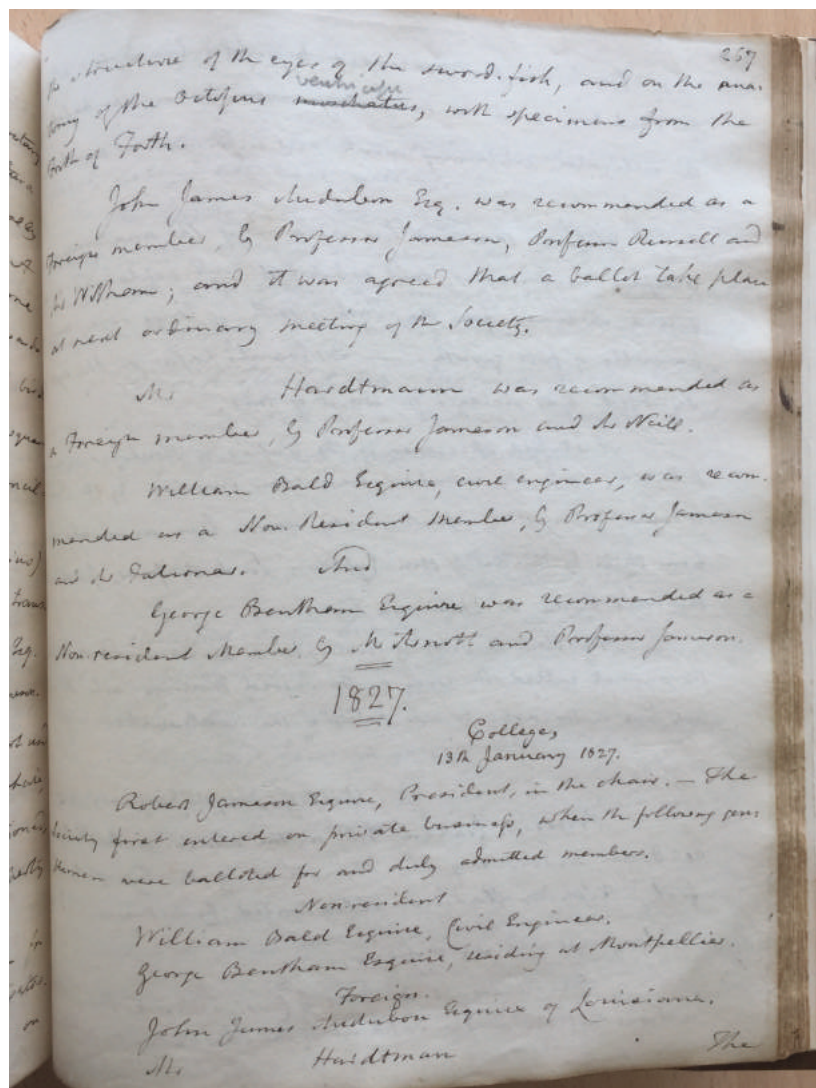 257
the structure of the eyes of the sword-fish, and on the ana-
ventricosus
tomy of the Octopus moschatus, with specimens from the
Firth of Forth.
John James Audubon Esq. was recommended as a
Foreign member, by Professor Jameson, Professor Russell and
Dr Witham; and it was agreed that a ballot take place
at next ordinary meeting of the Society.
Mr Hardtmann was recommended as
a Foreign member, by Professor Jameson and Mr Neill.
William Bald Esquire, civil engineer, was recom-
mended as a Non-Resident Member, by Professor Jameson
and Mr Falconar. And
George Bentham Esquire was recommended as a
Non-resident Member by Mr Arnott and Professor Jameson.
1827.
College,
13th January 1827.
Robert Jameson Esquire, President, in the chair. — The
Society first entered on private business, when the following gen-
tlemen were balloted for and duly admitted members.
Non-resident
William Bald Esquire, Civil Engineer.
George Bentham Esquire, residing at Montpellier.
Foreign.
John James Audubon Esquire of Louisiana.
Mr Hardtman
The